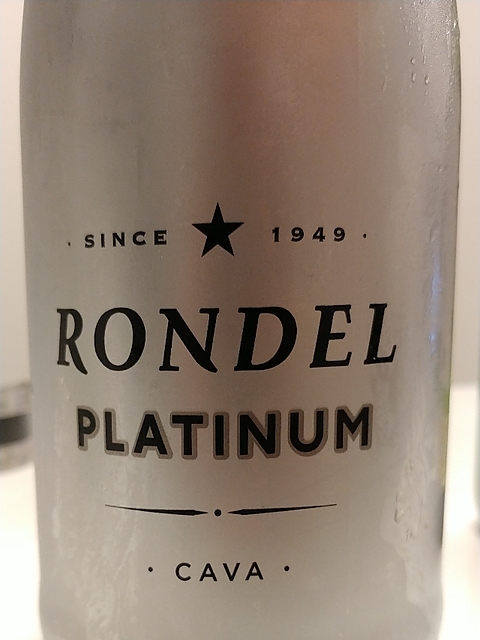 · SINCE ★ 1949 ·
RONDEL
PLATINUM
· CAVA ·